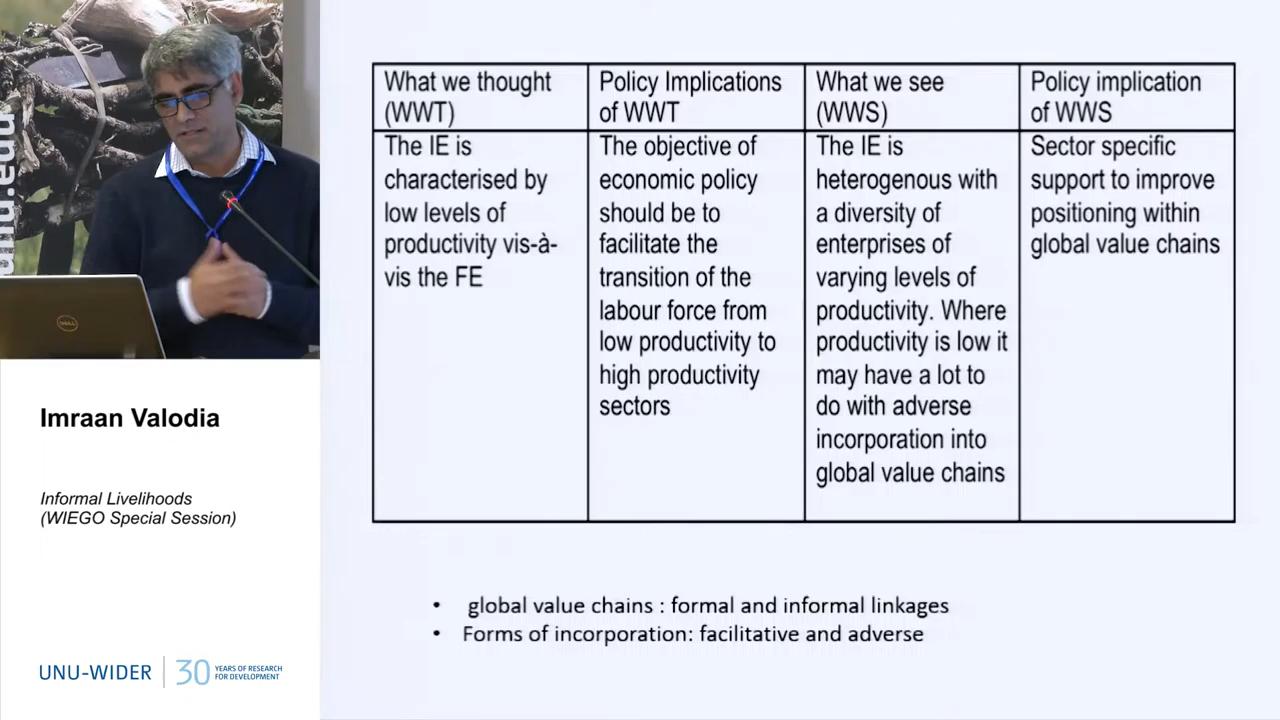 unu.edu
DELL
Imraan Valodia
Informal Livelihoods
(WIEGO Special Session)
UNU-WIDER
30
YEARS OF RESEARCH
FOR DEVELOPMENT
What we thought
(WWT)
The IE is
characterised by
low levels of
productivity vis-à-
vis the FE
Policy Implications
of WWT
The objective of
economic policy
should be to
facilitate the
transition of the
labour force from
low productivity to
high productivity
sectors
What we see
(WWS)
The IE is
heterogenous with
a diversity of
enterprises of
varying levels of
productivity. Where
productivity is low it
may have a lot to
do with adverse
incorporation into
global value chains
Policy implication
of WWS
Sector specific
support to improve
positioning within
global value chains
• global value chains : formal and informal linkages
• Forms of incorporation: facilitative and adverse